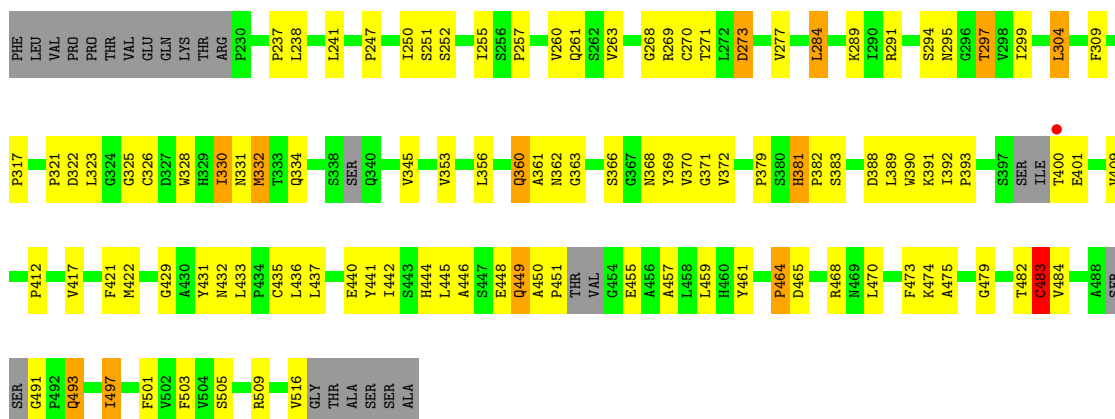 PHE LEU VAL PRO PRO THR VAL GLU GLN LYS THR ARG P230 P237 L238 L241 P247 I250 S251 S252 I255 S256 P257 V260 Q261 S262 V263 G268 R269 C270 T271 L272 D273 V277 L284 K289 I290 R291 S294 N295 G296 T297 V298 I299 L304 F309
P317 P321 D322 L323 G324 G325 C326 D327 W328 H329 I330 N331 M332 T333 Q334 S338 SER Q340 V345 V353 L356 Q360 A361 N362 G363 S366 G367 N368 Y369 V370 G371 V372 P379 S380 H381 P382 S383 D388 L389 W390 K391 I392 P393 S397 SER ILE T400 E401 V409
P412 V417 F421 M422 G429 A430 Y431 N432 L433 P434 C435 L436 L437 E440 Y441 I442 S443 H444 L445 A446 S447 E448 Q449 A450 P451 THR VAL G454 E455 A456 A457 L458 L459 H460 Y461 P464 D465 R468 N469 L470 F473 K474 A475 G479 T482 C483 V484 A488 SER
SER G491 P492 Q493 I497 F501 V502 F503 V504 S505 R509 V516 GLY THR ALA SER SER ALA